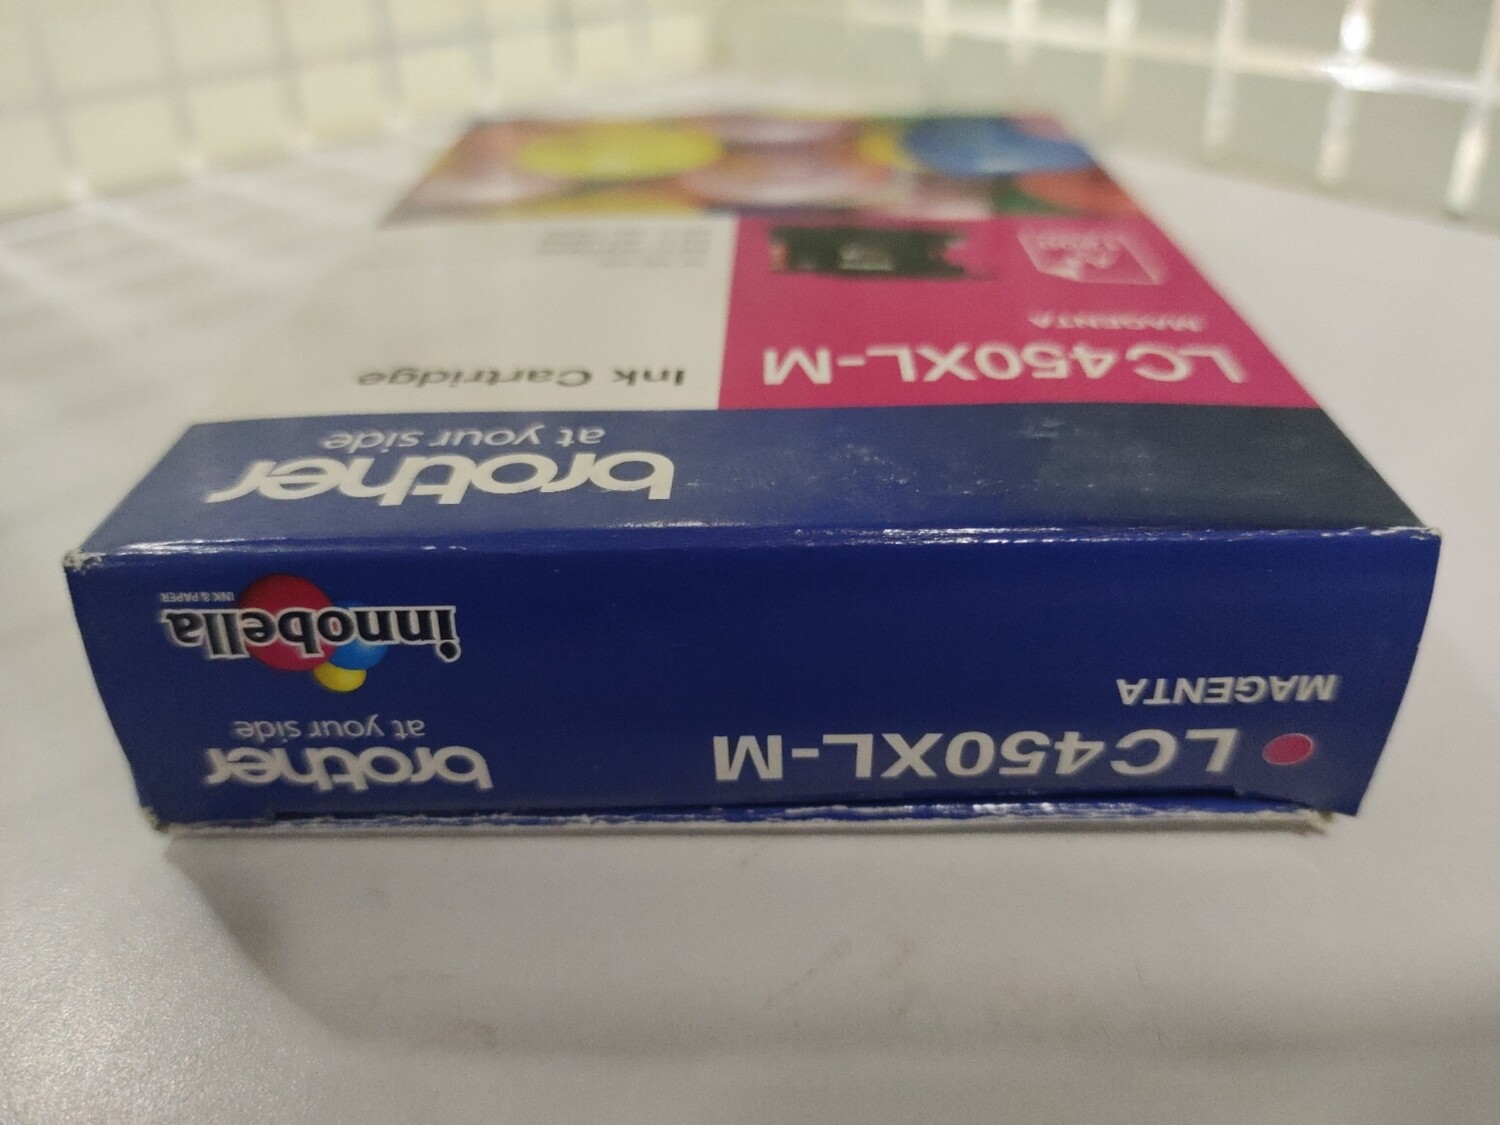 LC450XL-M
MAGENTA
brother
at your side
innobella
INK & PAPER
brother
at your side
LC450XL-M
MAGENTA
Ink Cartridge